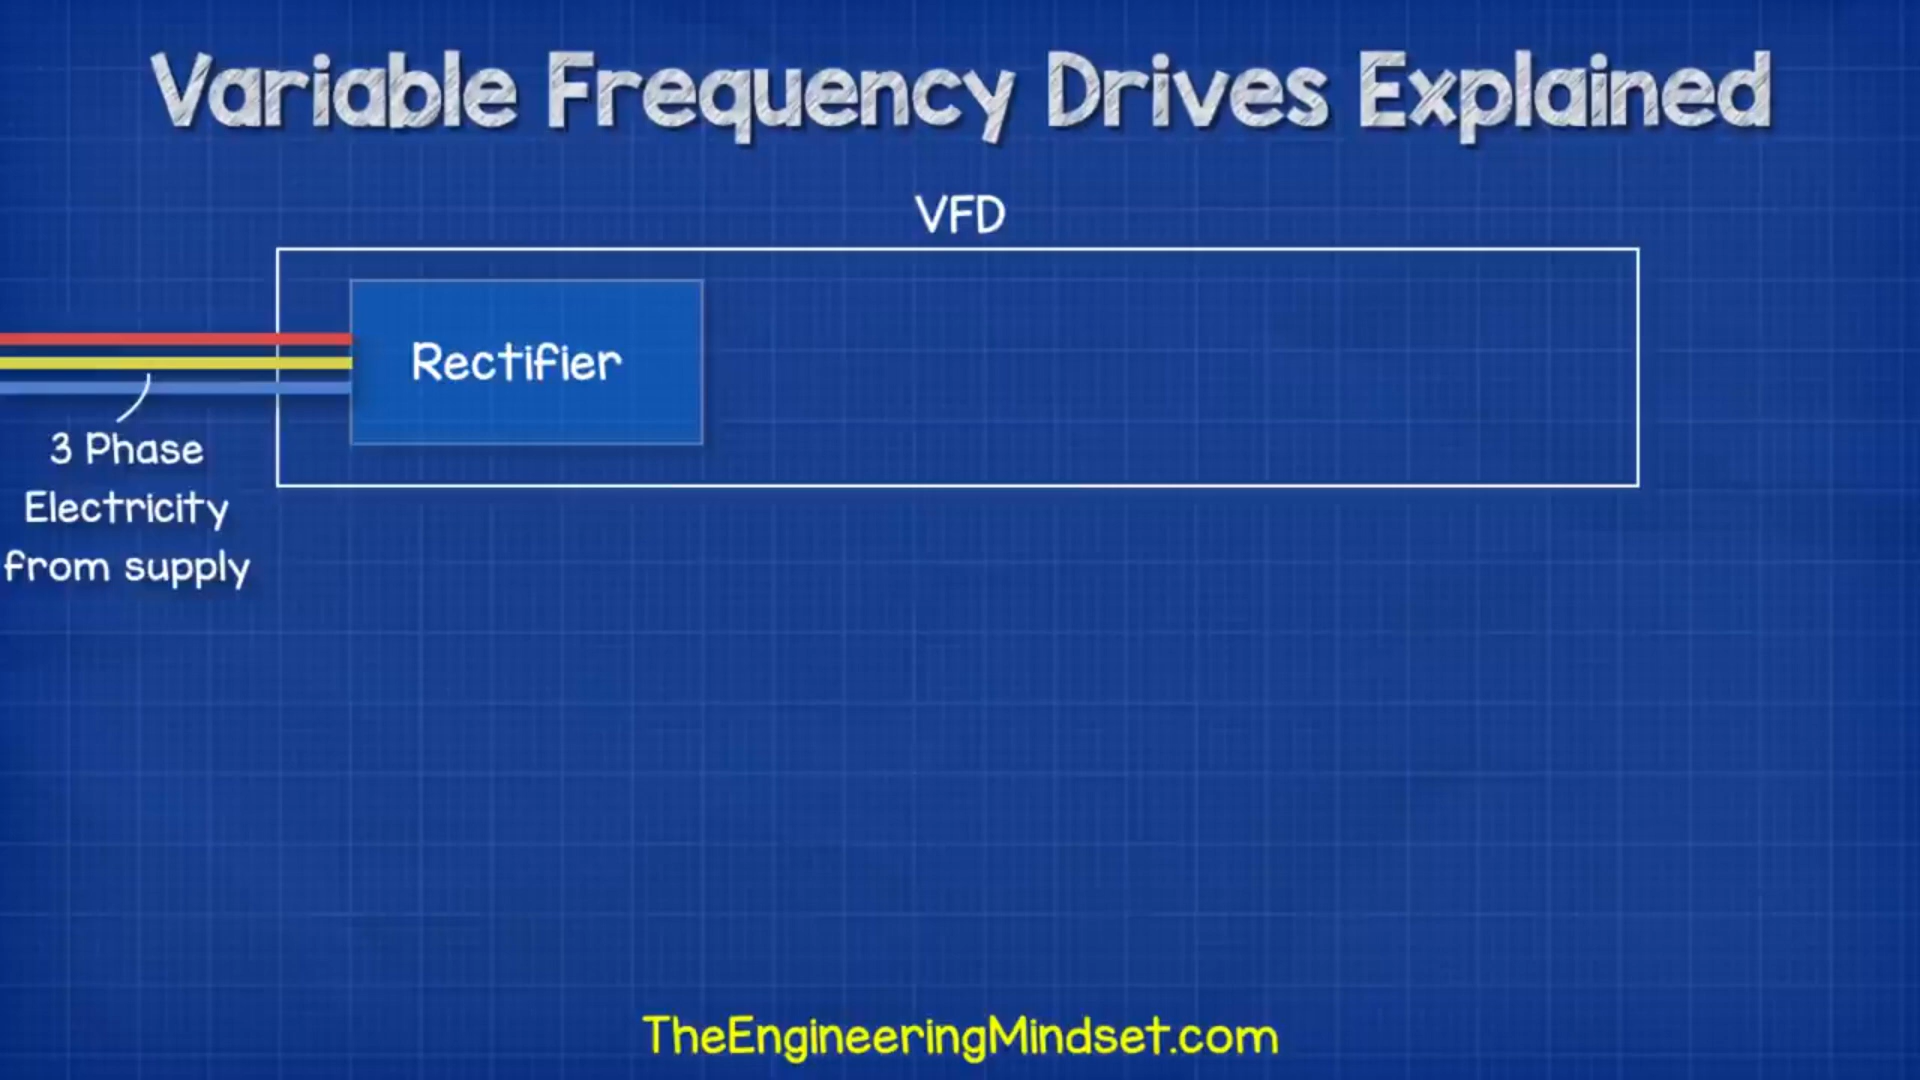 Variable Frequency Drives Explained
VFD
Rectifier
3 Phase
Electricity
from supply
TheEngineeringMindset.com